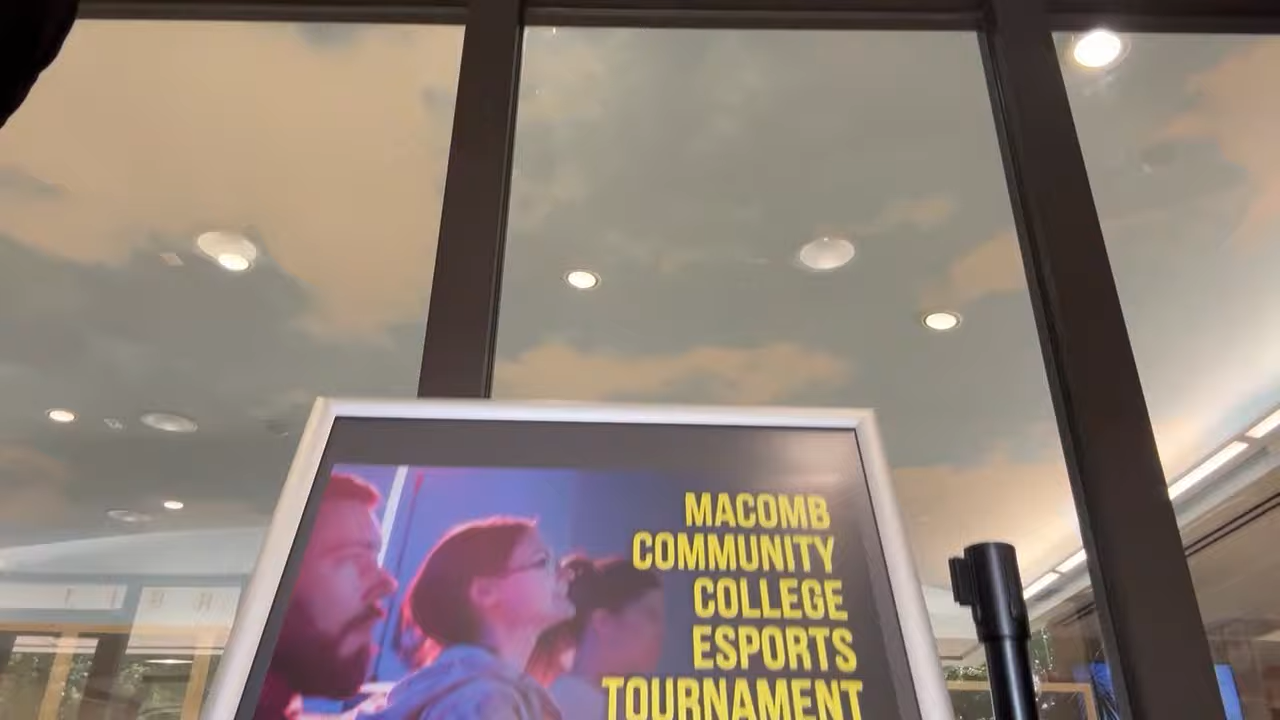 MACOMB
COMMUNITY
COLLEGE
ESPORTS
TOURNAMENT